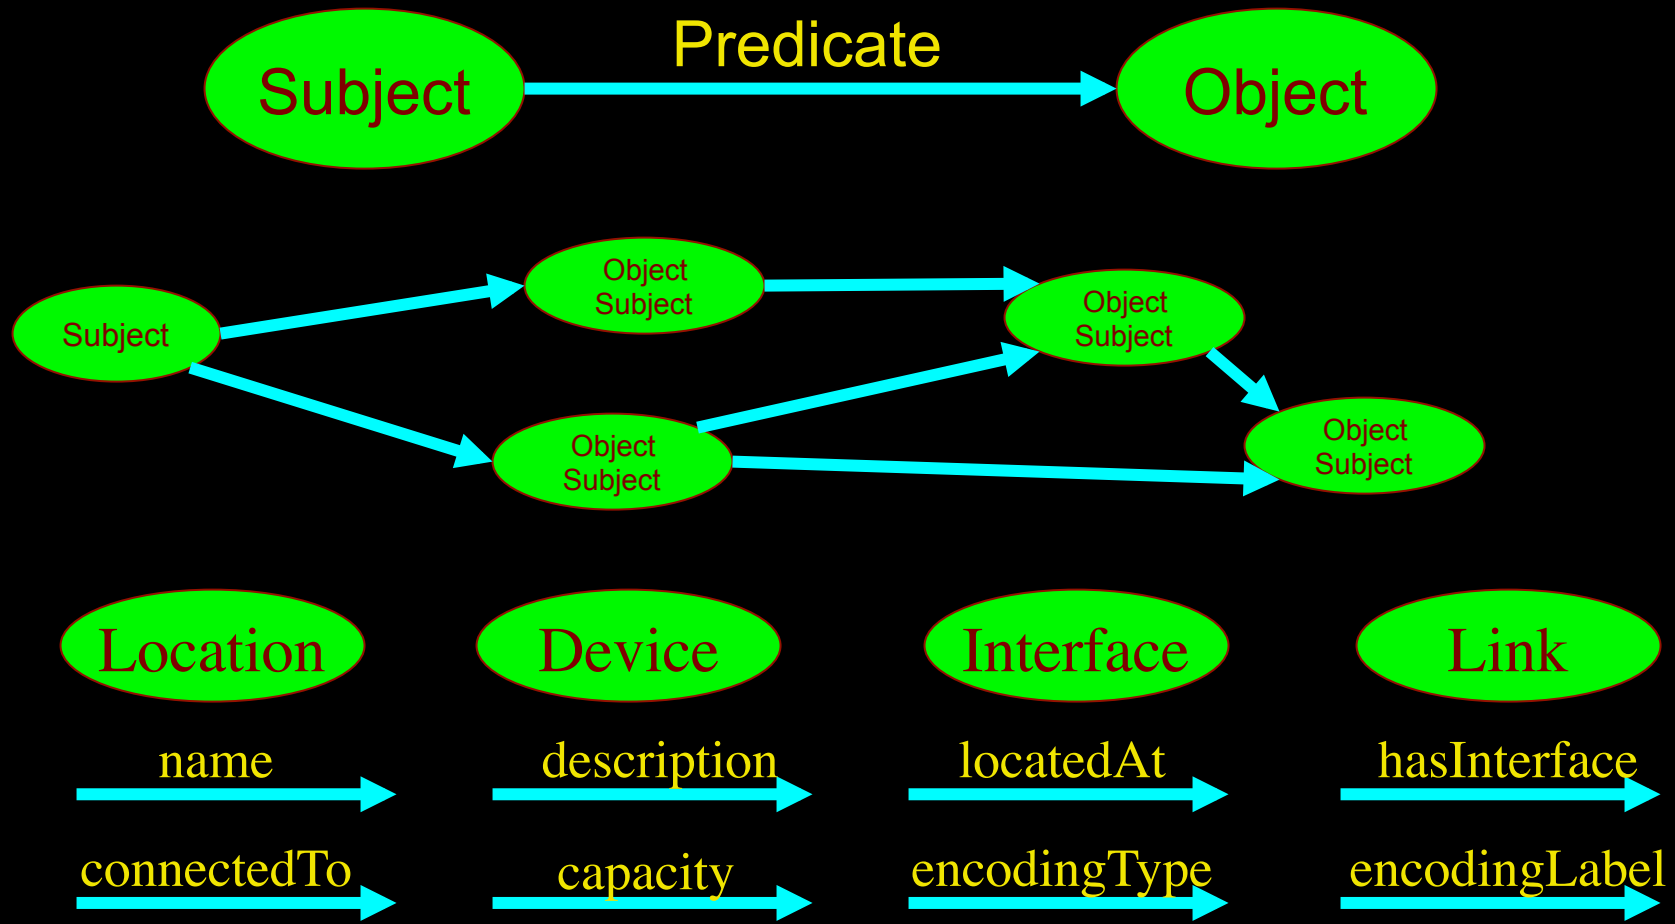 Predicate
Subject
Object
Object
Subject
Object
Subject
Subject
Object
Subject
Object
Subject
Location
Device
Interface
Link
name
description
locatedAt
hasInterface
connectedTo
capacity
encodingType
encodingLabel